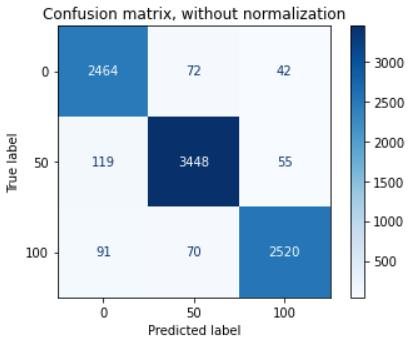 Confusion matrix, without normalization
0 2464 72 42
50 119 3448 55
100 91 70 2520
0 50 100
True label
Predicted label
3000
2500
2000
1500
1000
500